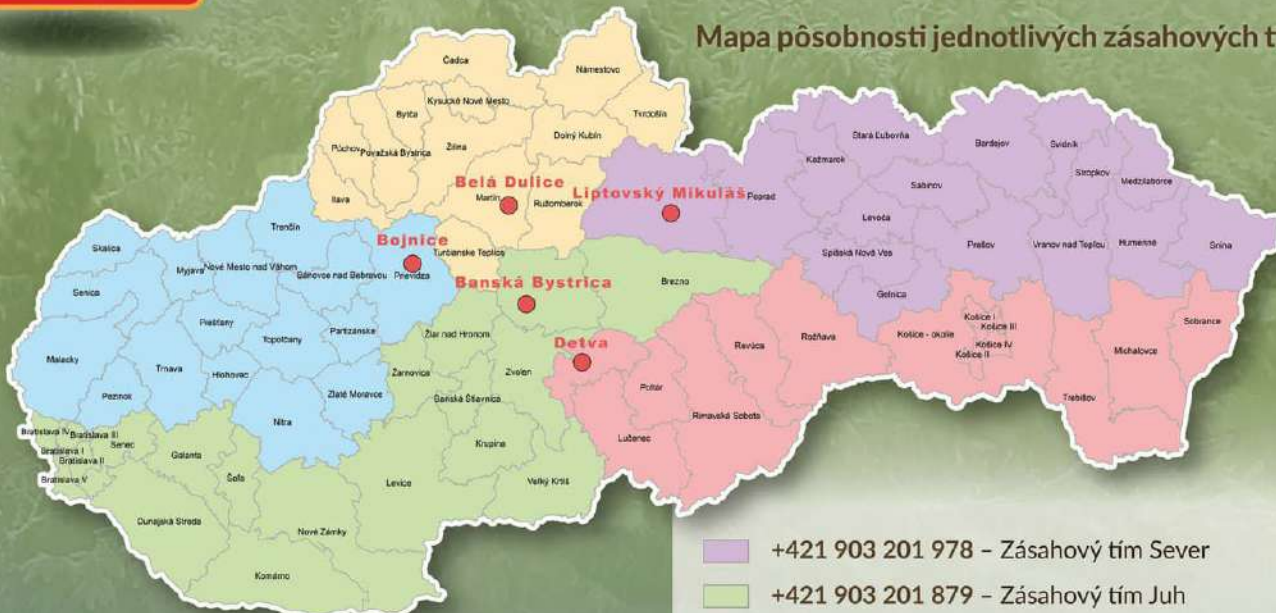 Mapa pôsobnosti jednotlivých zásahových t
Čadca
Námestovo
Kysucké Nové Mesto
Bytča
Tvrdošín
Dolný Kubín
Púchov
Považská Bystrica
Žilina
Ilava
Belá Dulice
Martin
Ružomberok
Liptovský Mikuláš
Poprad
Kežmarok
Stará Ľubovňa
Bardejov
Svidník
Stropkov
Medzilaborce
Sabinov
Levoča
Spišská Nová Ves
Prešov
Vranov nad Topľou
Humenné
Snina
Gelnica
Trenčín
Skalica
Myjava
Nové Mesto nad Váhom
Bánovce nad Bebravou
Bojnice
Prievidza
Turčianske Teplice
Senica
Piešťany
Topoľčany
Partizánske
Malacky
Trnava
Hlohovec
Pezinok
Zlaté Moravce
Nitra
Banská Bystrica
Brezno
Žiar nad Hronom
Žarnovica
Zvolen
Detva
Banská Štiavnica
Krupina
Levice
Veľký Krtíš
Poltár
Lučenec
Revúca
Rimavská Sobota
Rožňava
Košice - okolie
Košice I
Košice III
Košice IV
Košice II
Trebišov
Michalovce
Sobrance
Bratislava IV
Bratislava III
Bratislava I
Bratislava II
Bratislava V
Senec
Galanta
Šaľa
Dunajská Streda
Nové Zámky
Komárno
+421 903 201 978 – Zásahový tím Sever
+421 903 201 879 – Zásahový tím Juh